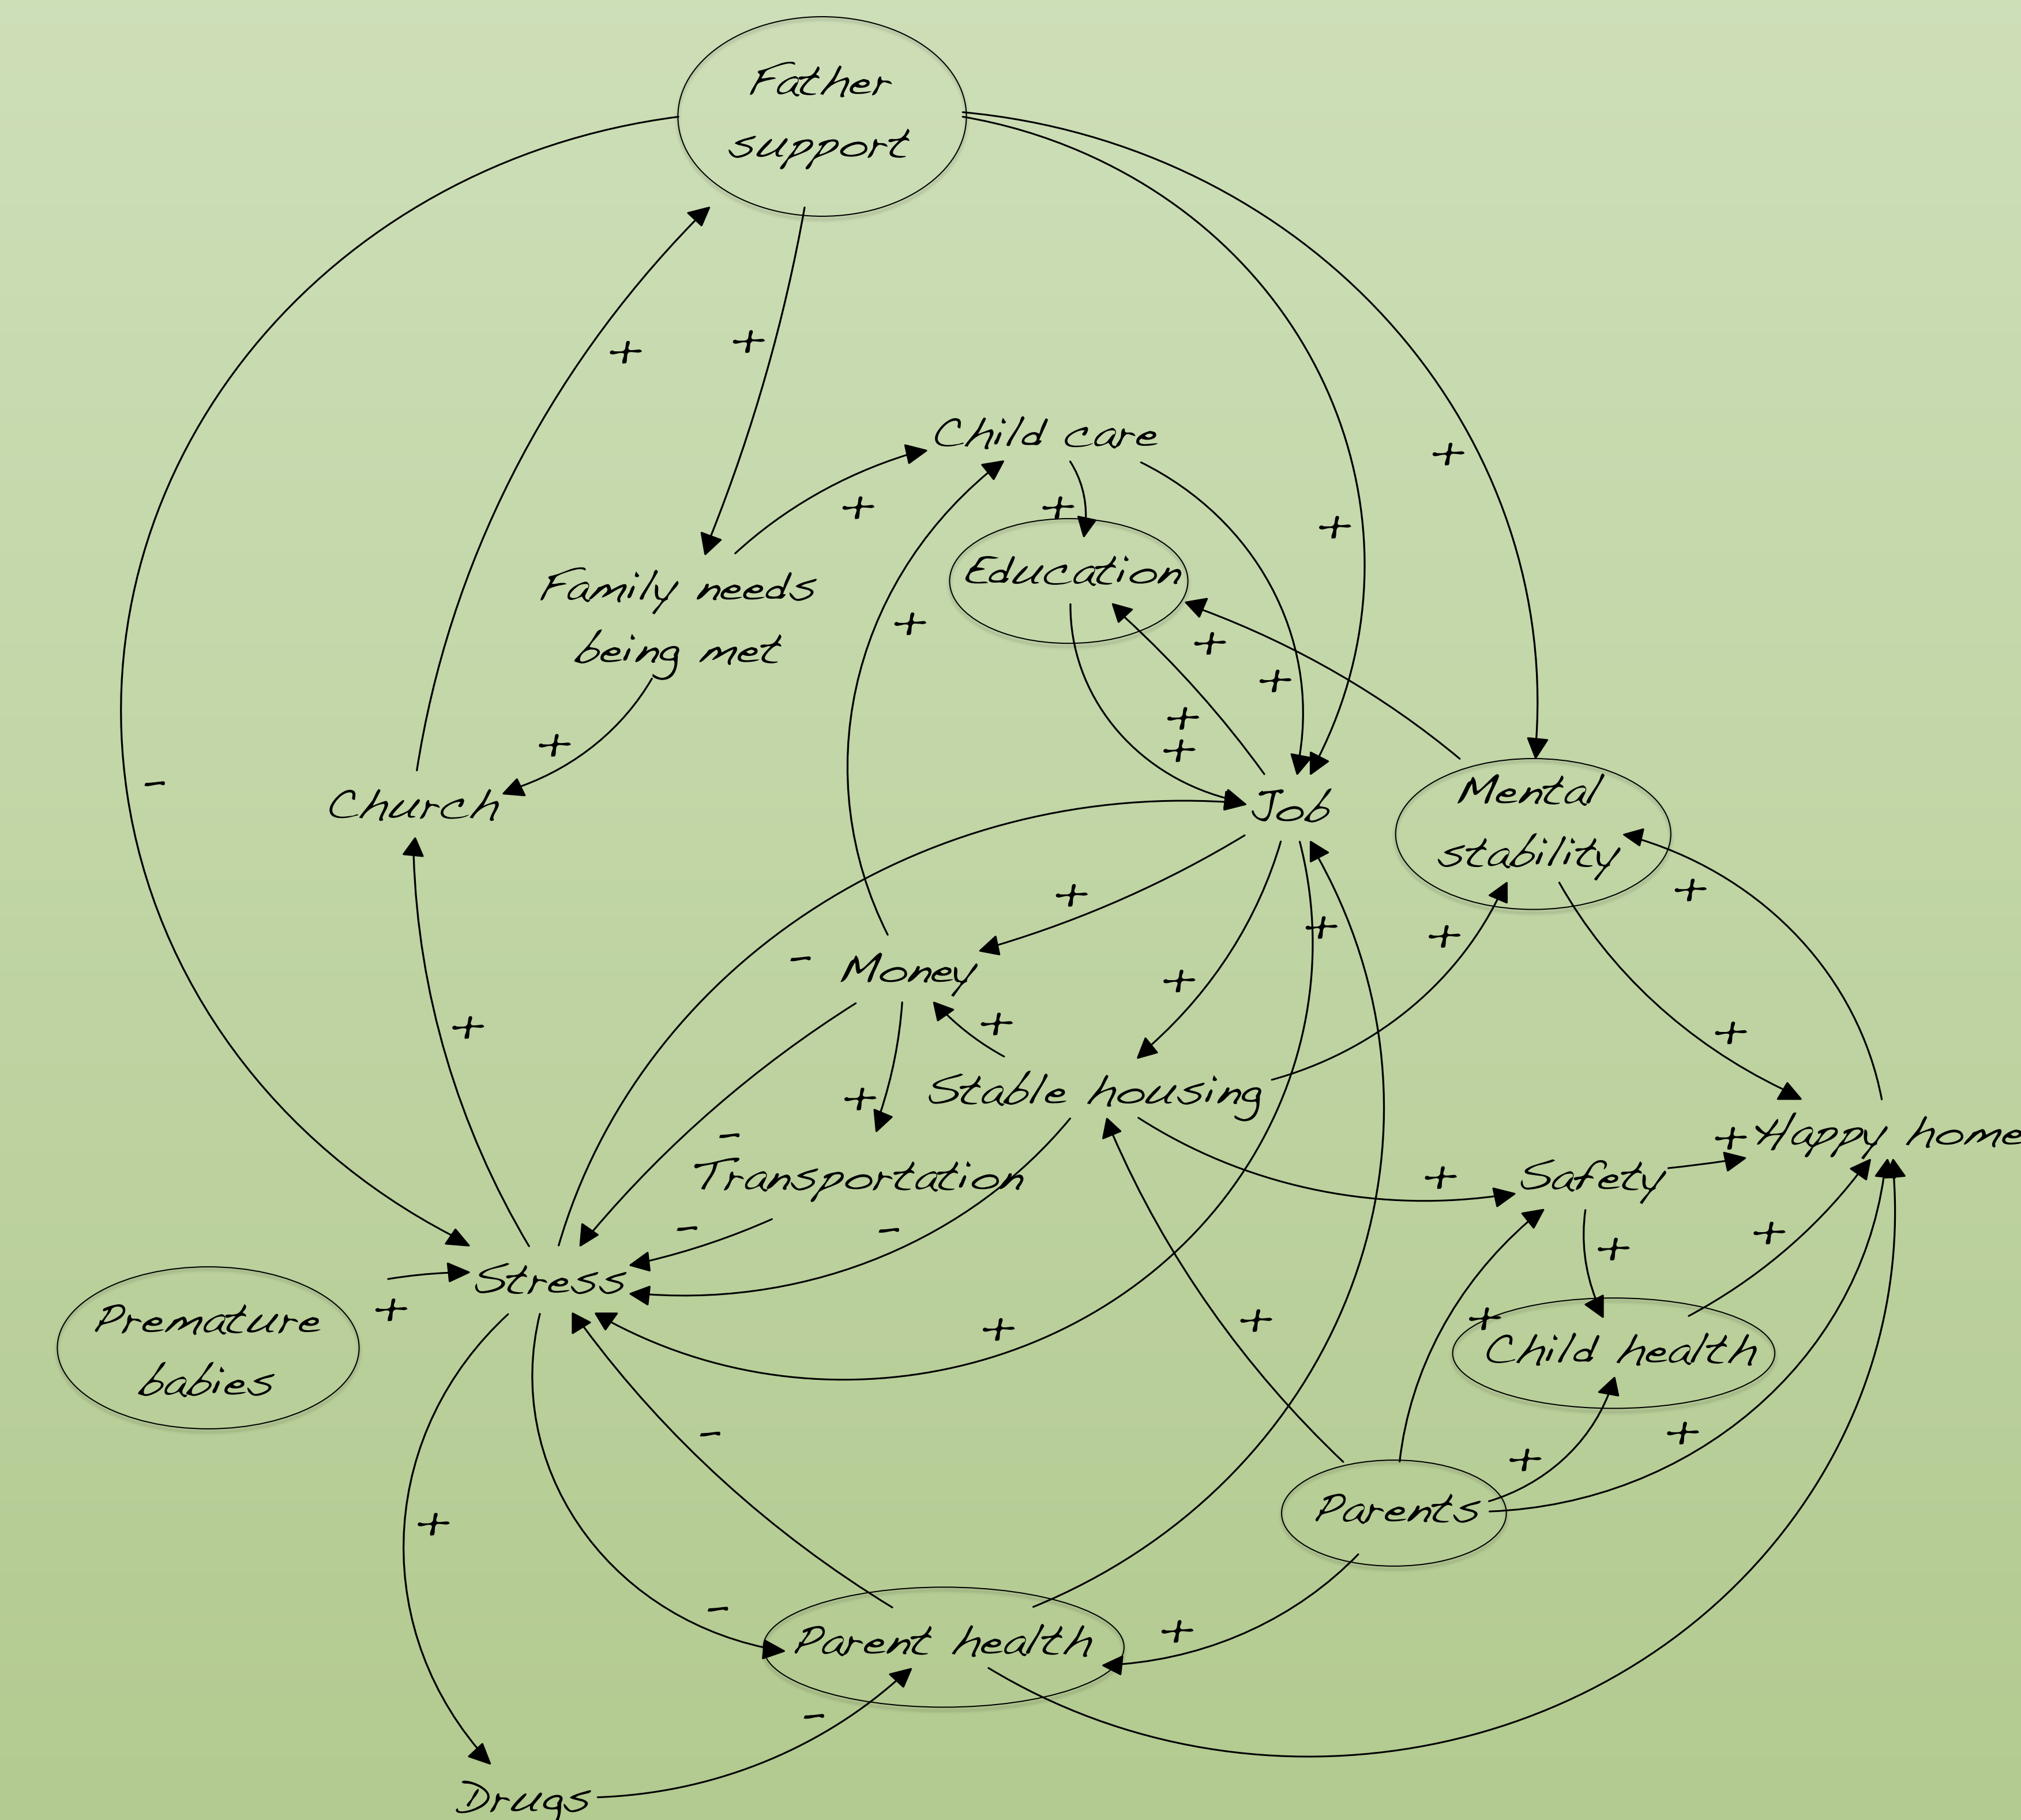 Father
support
+
+
Child care
+
+
+
+
Education
Family needs
being met
+
+
+
+
+
+
-
Church
Job
Mental
stability
+
+
+
+
-
Money
+
+
+
+
Stable housing
+
-
Transportation
+
+
Happy home
Safety
-
-
+
+
Stress
+
Premature
babies
+
+
+
Child health
-
+
+
Parents
+
-
+
Parent health
-
Drugs